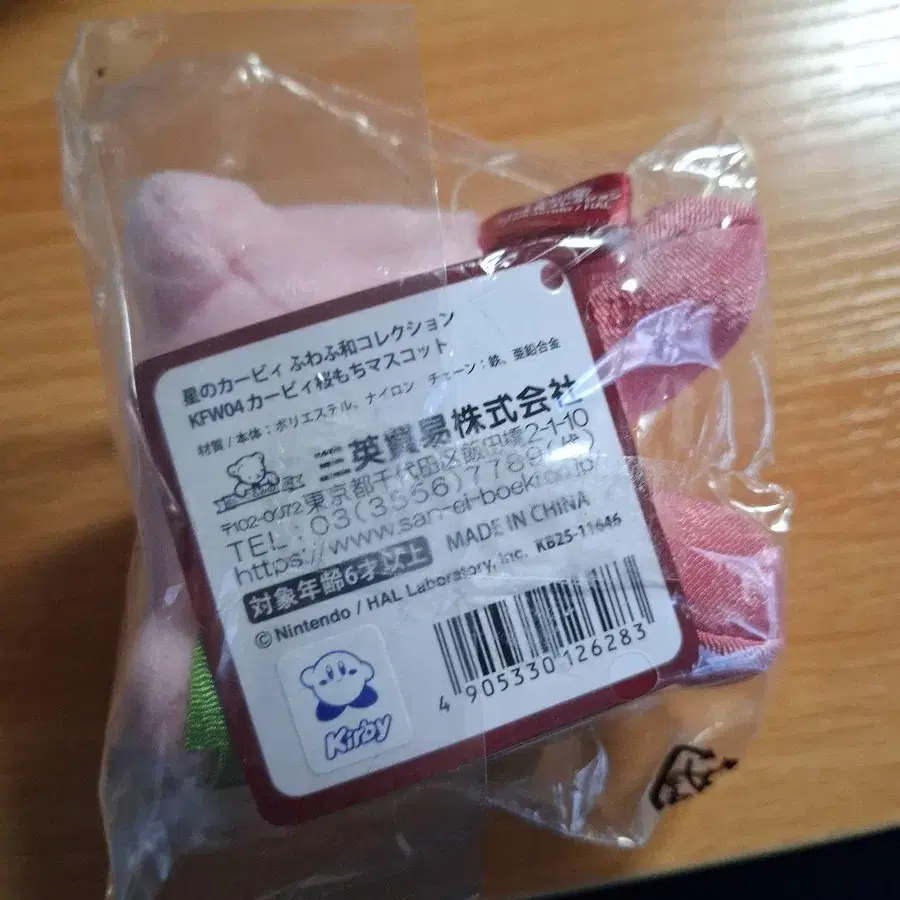 星のカービィ ふわふ和コレクション
KFW04 カービィ桜もちマスコット
材質/本体：ポリエステル、ナイロン チェーン：鉄、亜鉛合金
三英貿易株式会社
〒102-0072 東京都千代田区飯田橋2-1-10
TEL：03(3556)7789(代)
https://www.san-ei-boeki.co.jp/
対象年齢6才以上 MADE IN CHINA
©Nintendo / HAL Laboratory, Inc. KB25-11646
4 905330 126283
Kirby